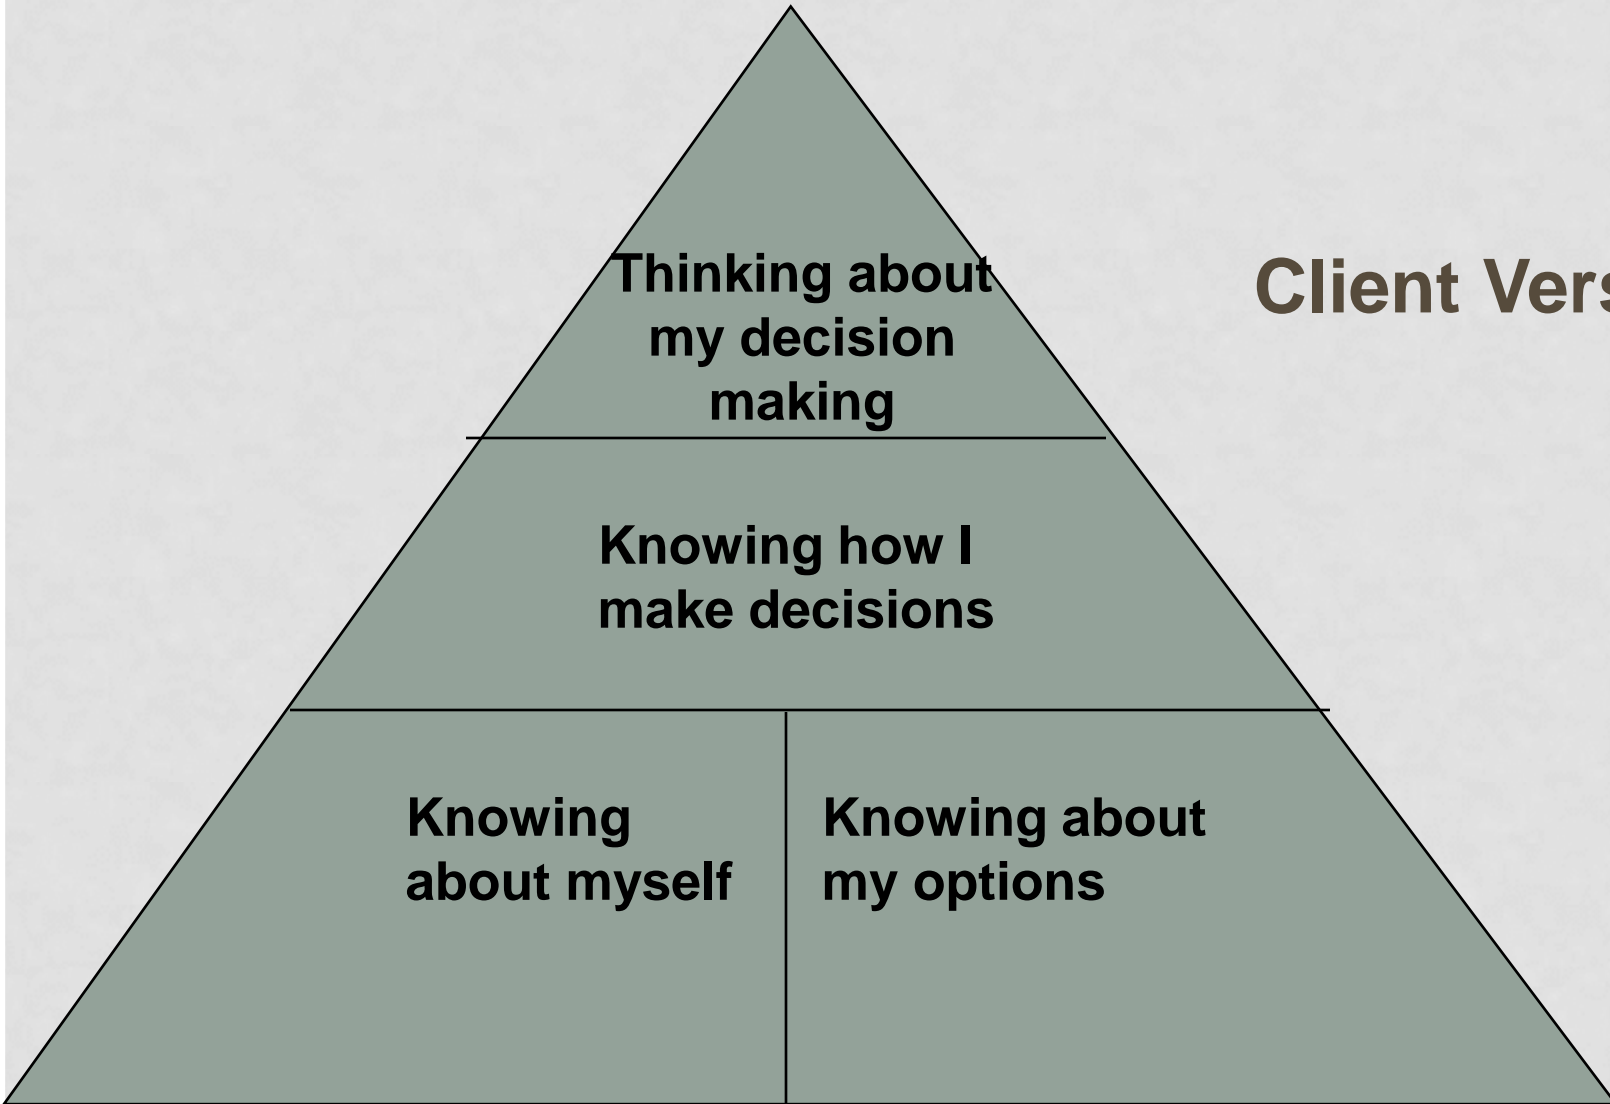 Thinking about
my decision
making
Client Vers
Knowing how I
make decisions
Knowing
about myself
Knowing about
my options